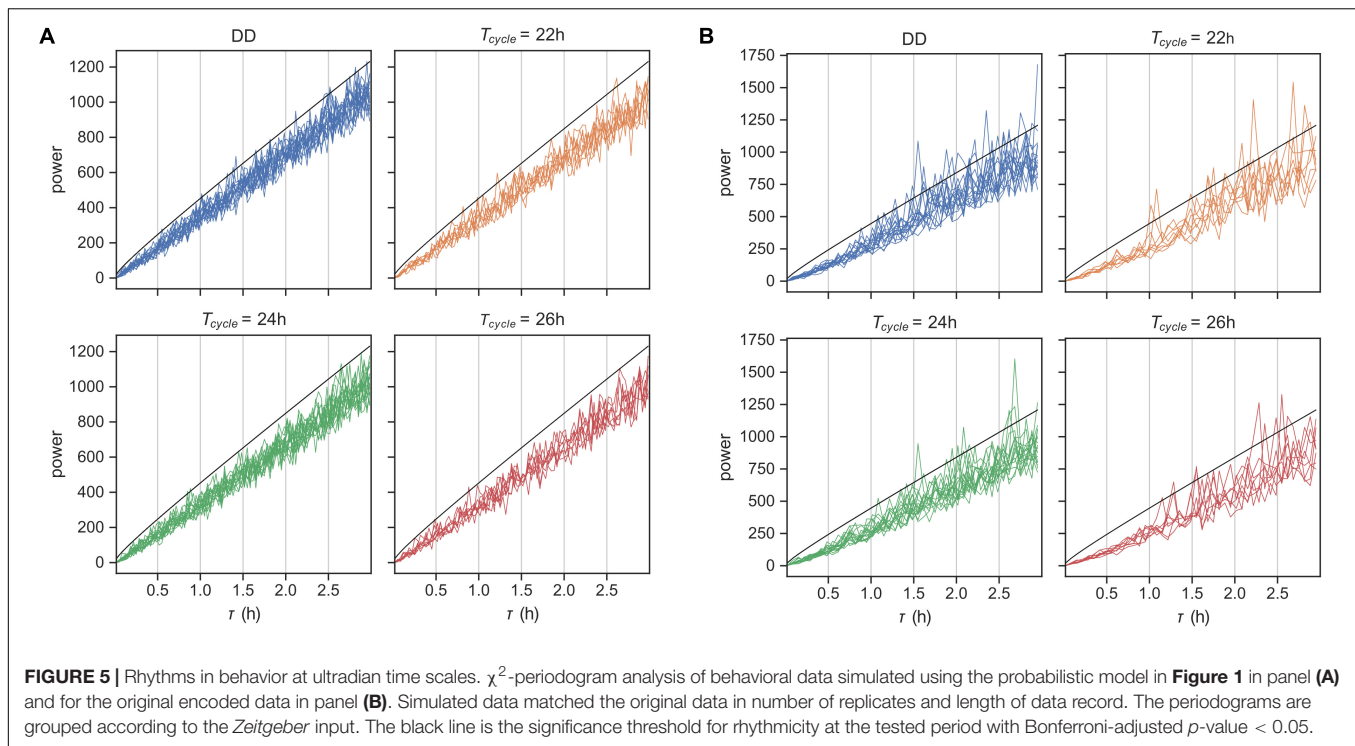 A
DD
T_cycle = 22h
1200
1000
800
600
400
200
0
power
T_cycle = 24h
T_cycle = 26h
1200
1000
800
600
400
200
0
power
0.5 1.0 1.5 2.0 2.5
τ (h)
0.5 1.0 1.5 2.0 2.5
τ (h)
B
DD
T_cycle = 22h
1750
1500
1250
1000
750
500
250
0
power
T_cycle = 24h
T_cycle = 26h
1750
1500
1250
1000
750
500
250
0
power
0.5 1.0 1.5 2.0 2.5
τ (h)
0.5 1.0 1.5 2.0 2.5
τ (h)
FIGURE 5 | Rhythms in behavior at ultradian time scales. χ²-periodogram analysis of behavioral data simulated using the probabilistic model in Figure 1 in panel (A)
and for the original encoded data in panel (B). Simulated data matched the original data in number of replicates and length of data record. The periodograms are
grouped according to the Zeitgeber input. The black line is the significance threshold for rhythmicity at the tested period with Bonferroni-adjusted p-value < 0.05.